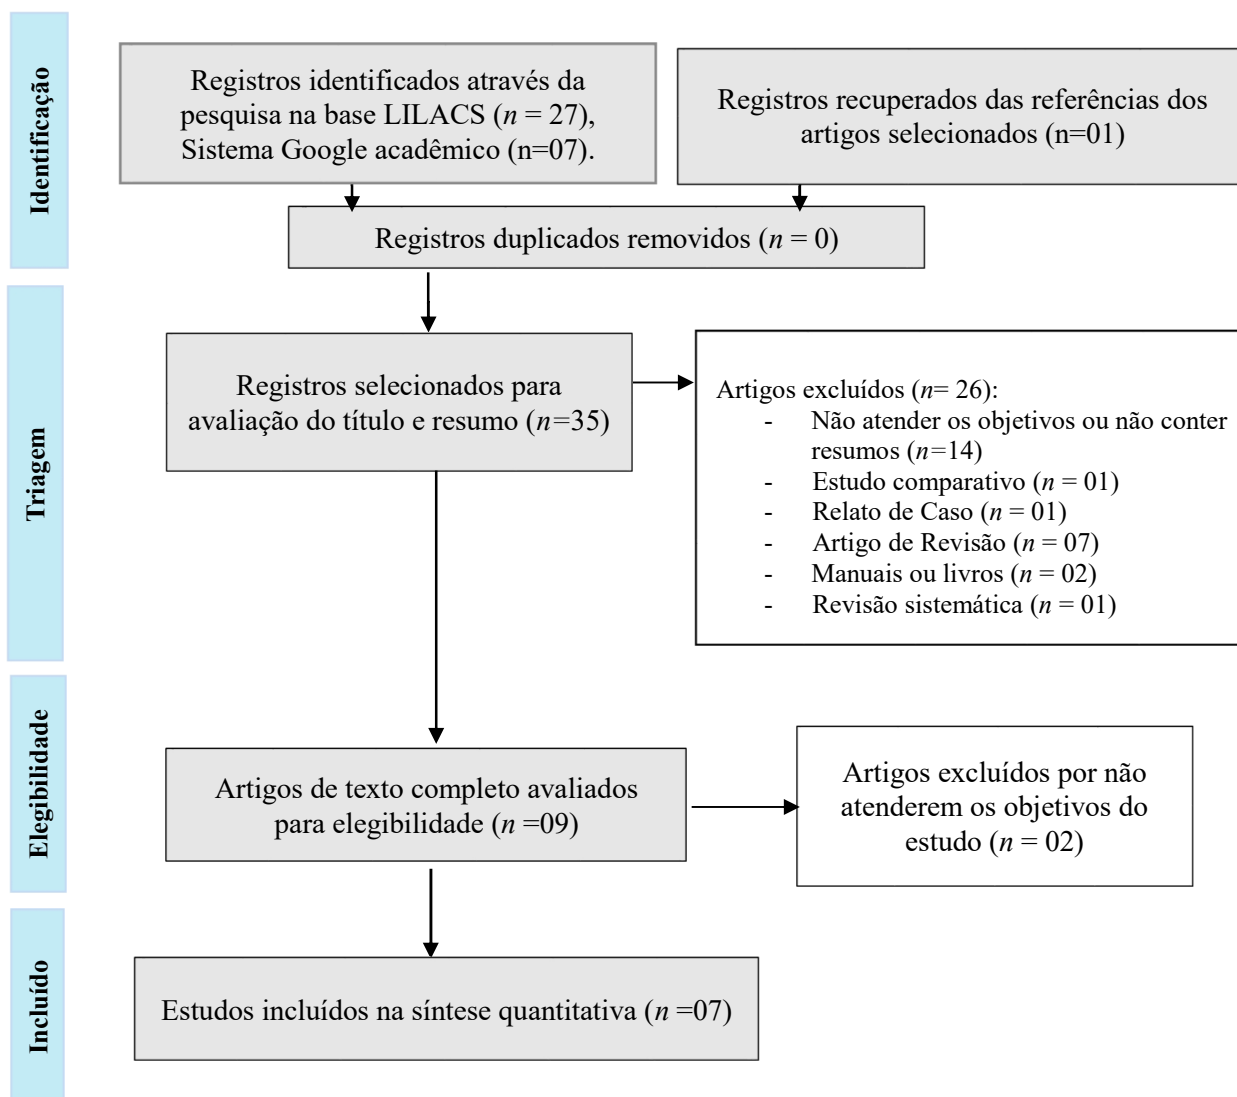 Identificação
Registros identificados através da
pesquisa na base LILACS (n = 27),
Sistema Google acadêmico (n=07).
Registros recuperados das referências dos
artigos selecionados (n=01)
Registros duplicados removidos (n = 0)
Triagem
Registros selecionados para
avaliação do título e resumo (n=35)
Artigos excluídos (n= 26):
- Não atender os objetivos ou não conter
resumos (n=14)
- Estudo comparativo (n = 01)
- Relato de Caso (n = 01)
- Artigo de Revisão (n = 07)
- Manuais ou livros (n = 02)
- Revisão sistemática (n = 01)
Elegibilidade
Artigos de texto completo avaliados
para elegibilidade (n =09)
Artigos excluídos por não
atenderem os objetivos do
estudo (n = 02)
Incluído
Estudos incluídos na síntese quantitativa (n =07)